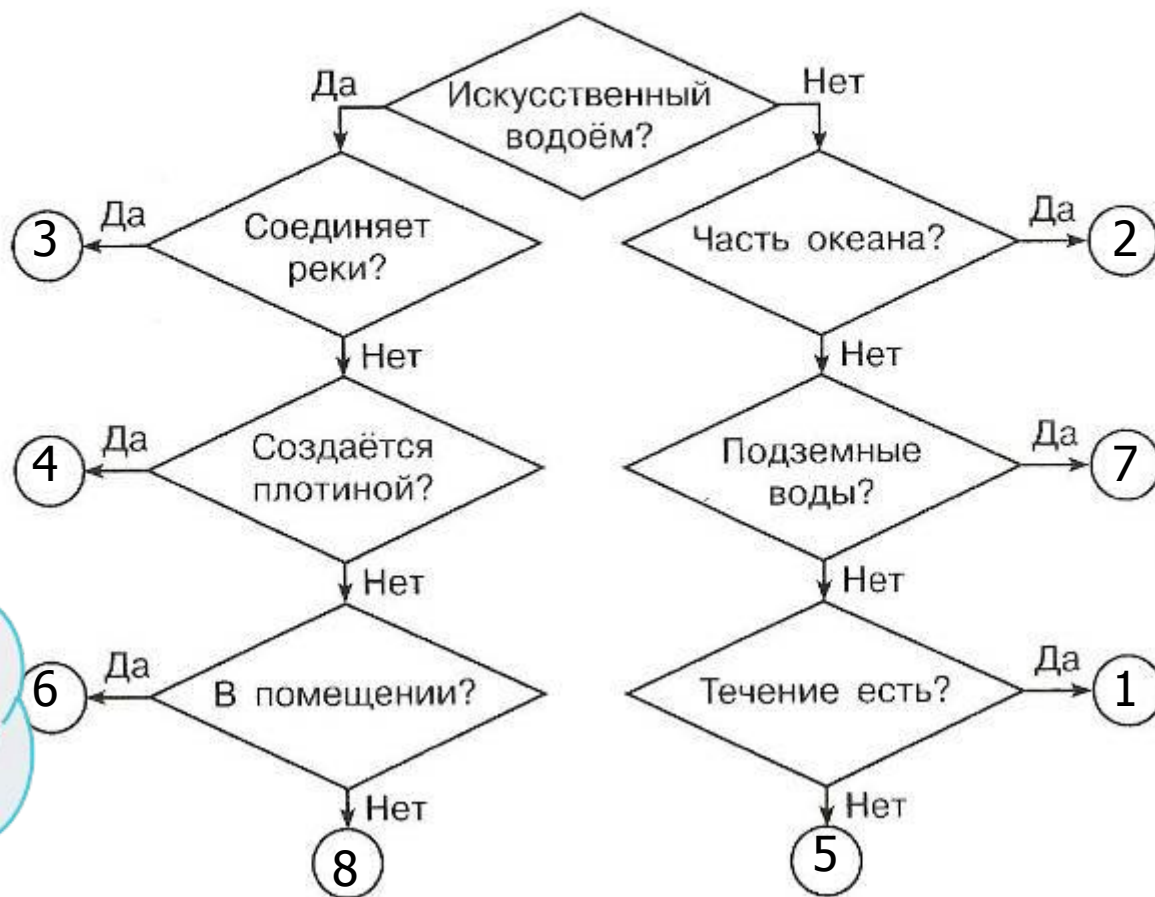 Искусственный
водоём?
Да
Нет
Соединяет
реки?
Да
3
Нет
Часть океана?
Да
2
Нет
Создаётся
плотиной?
Да
4
Нет
Подземные
воды?
Да
7
Нет
В помещении?
Да
6
Нет
8
Течение есть?
Да
1
Нет
5